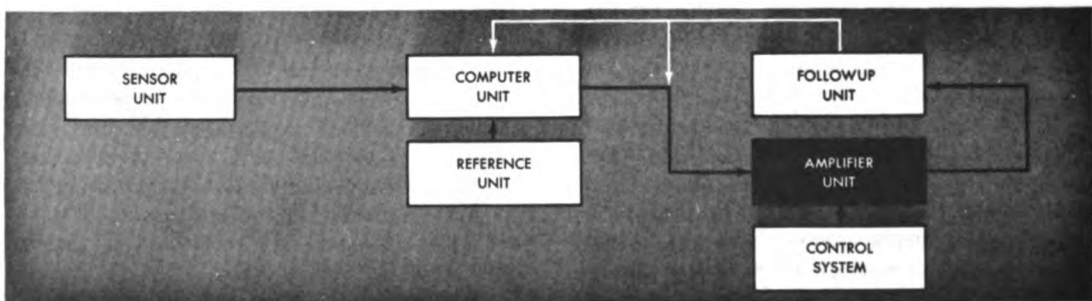 SENSOR
UNIT
COMPUTER
UNIT
FOLLOWUP
UNIT
REFERENCE
UNIT
AMPLIFIER
UNIT
CONTROL
SYSTEM